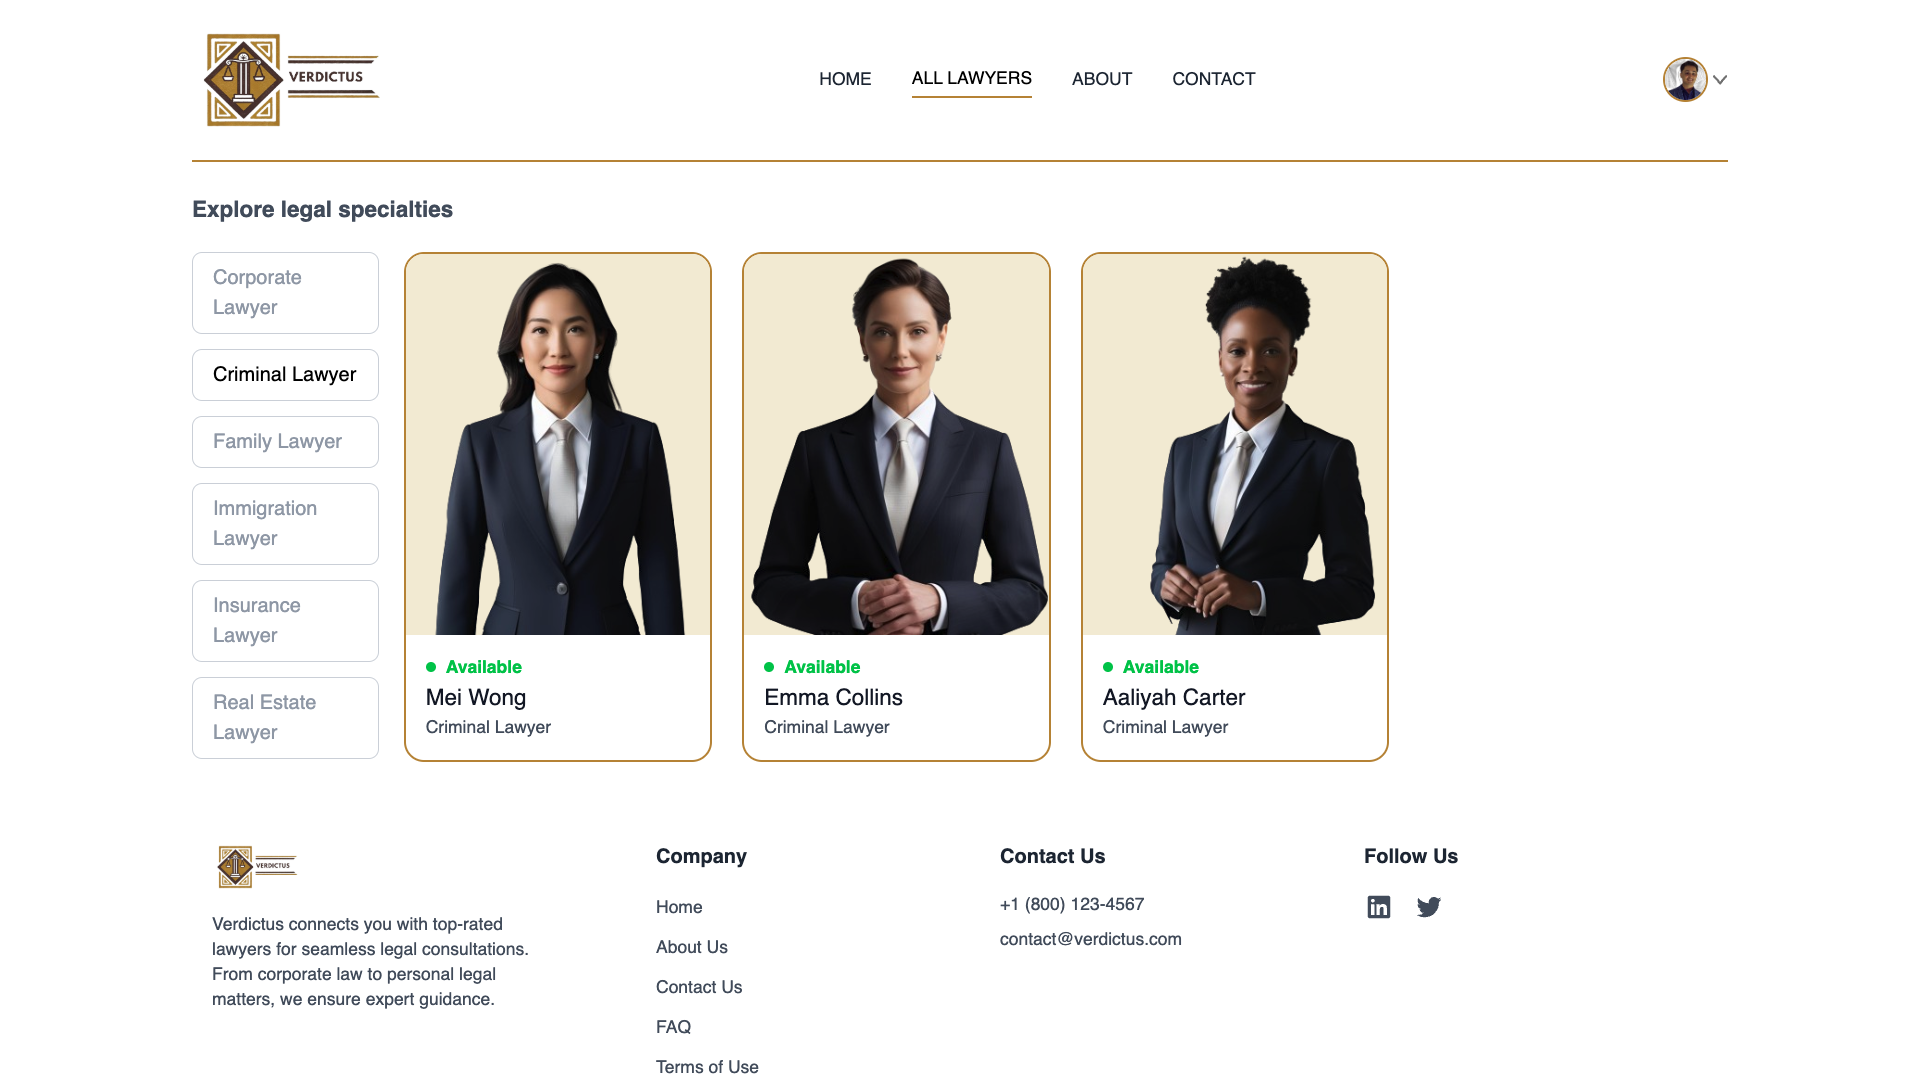 VERDICTUS
HOME
ALL LAWYERS
ABOUT
CONTACT
Explore legal specialties
Corporate
Lawyer
Criminal Lawyer
Family Lawyer
Immigration
Lawyer
Insurance
Lawyer
Real Estate
Lawyer
Available
Mei Wong
Criminal Lawyer
Available
Emma Collins
Criminal Lawyer
Available
Aaliyah Carter
Criminal Lawyer
VERDICTUS
Verdictus connects you with top-rated
lawyers for seamless legal consultations.
From corporate law to personal legal
matters, we ensure expert guidance.
Company
Home
About Us
Contact Us
FAQ
Terms of Use
Contact Us
+1 (800) 123-4567
contact@verdictus.com
Follow Us
in